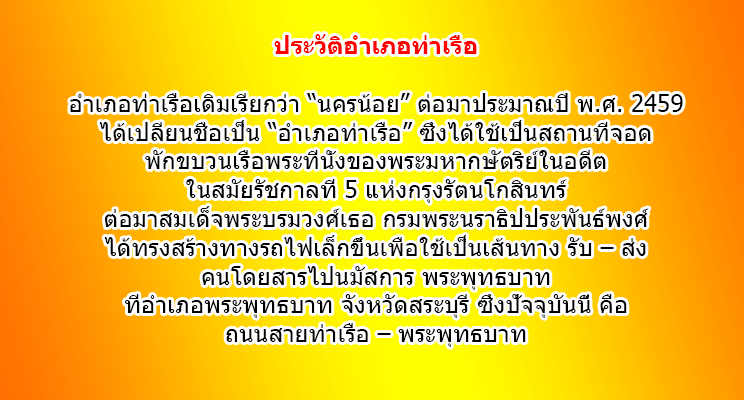 ประวัติอำเภอท่าเรือ
อำเภอท่าเรือเดิมเรียกว่า “นครน้อย” ต่อมาประมาณปี พ.ศ. 2459
ได้เปลี่ยนชื่อเป็น “อำเภอท่าเรือ” ซึ่งได้ใช้เป็นสถานที่จอด
พักขบวนเรือพระที่นั่งของพระมหากษัตริย์ในอดีต
ในสมัยรัชกาลที่ 5 แห่งกรุงรัตนโกสินทร์
ต่อมาสมเด็จพระบรมวงศ์เธอ กรมพระนราธิปประพันธ์พงศ์
ได้ทรงสร้างทางรถไฟเล็กขึ้นเพื่อใช้เป็นเส้นทาง รับ – ส่ง
คนโดยสารไปนมัสการ พระพุทธบาท
ที่อำเภอพระพุทธบาท จังหวัดสระบุรี ซึ่งปัจจุบันนี้ คือ
ถนนสายท่าเรือ – พระพุทธบาท